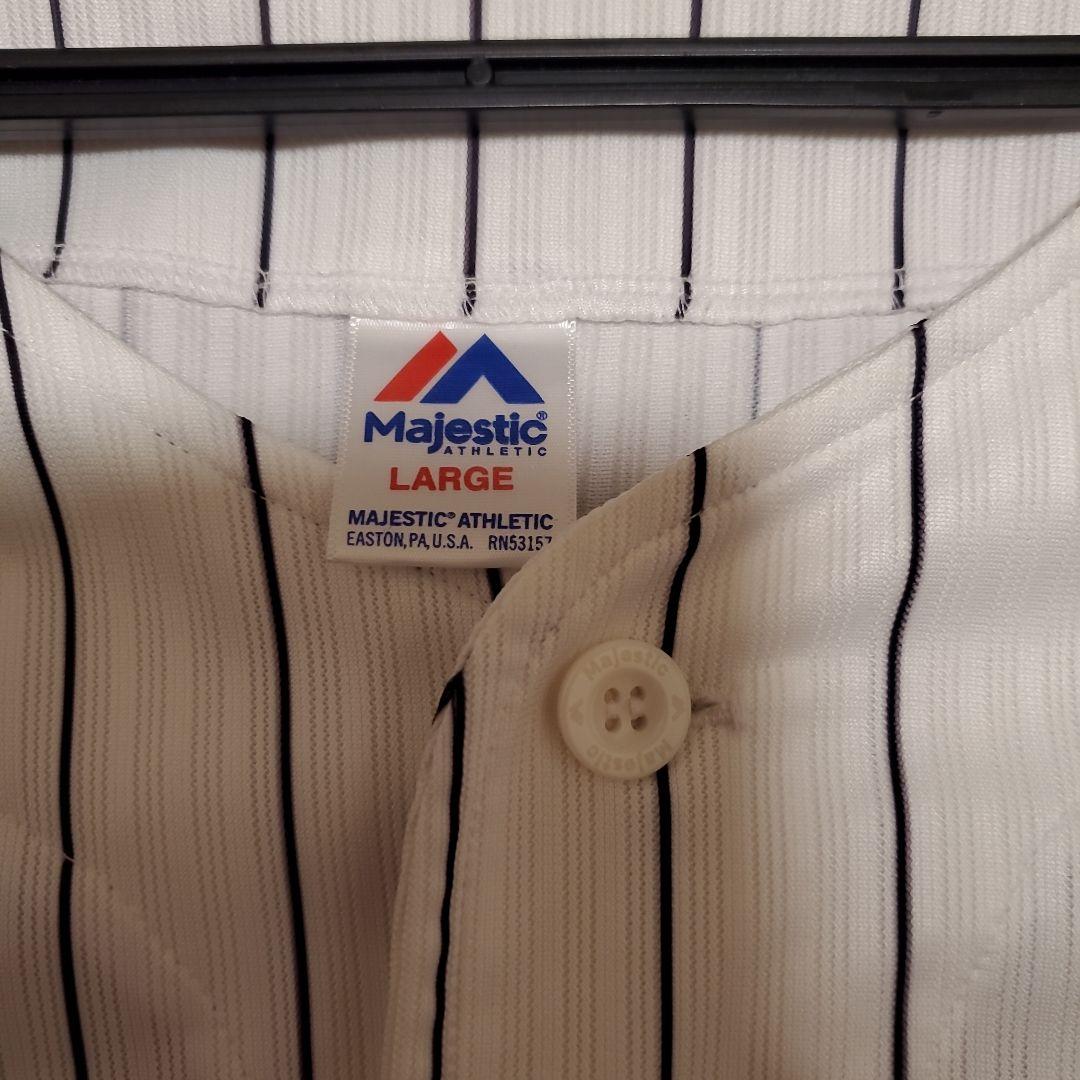 Majestic®
ATHLETIC
LARGE
MAJESTIC® ATHLETIC
EASTON, PA, U.S.A. RN53157
Majestic
Majestic